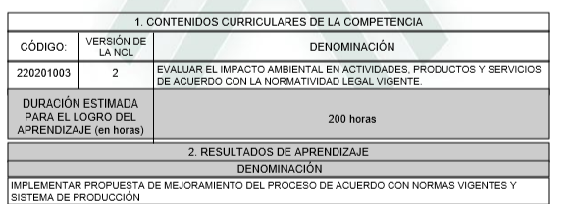 1. CONTENIDOS CURRICULARES DE LA COMPETENCIA
CÓDIGO:
VERSIÓN DE
LA NCL
DENOMINACIÓN
220201003
2
EVALUAR EL IMPACTO AMBIENTAL EN ACTIVIDADES, PRODUCTOS Y SERVICIOS
DE ACUERDO CON LA NORMATIVIDAD LEGAL VIGENTE.
DURACIÓN ESTIMADA
PARA EL LOGRO DEL
APRENDIZAJE (en horas)
200 horas
2. RESULTADOS DE APRENDIZAJE
DENOMINACIÓN
IMPLEMENTAR PROPUESTA DE MEJORAMIENTO DEL PROCESO DE ACUERDO CON NORMAS VIGENTES Y
SISTEMA DE PRODUCCIÓN